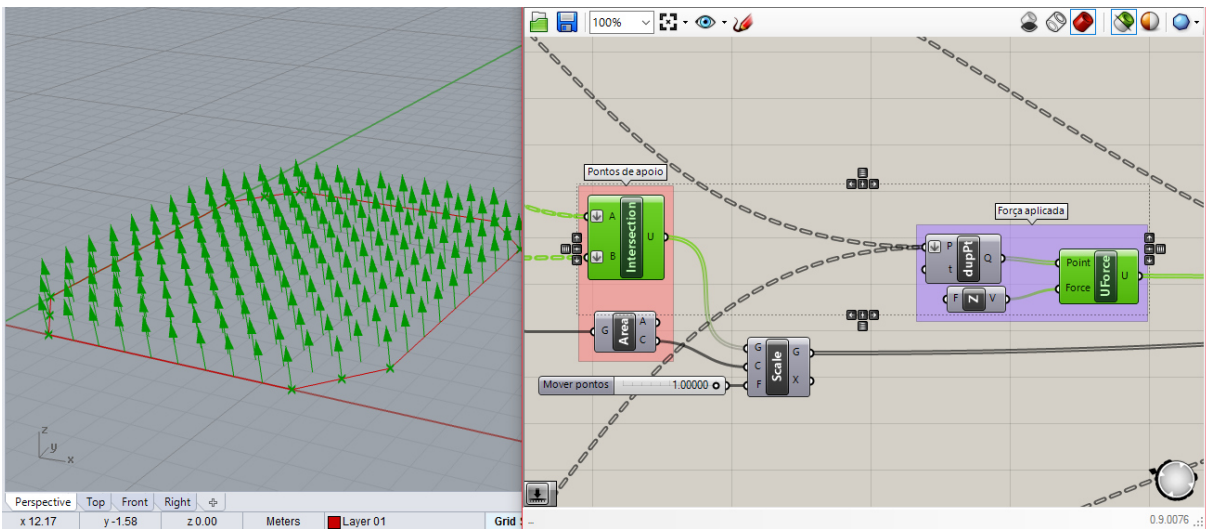 100%
Pontos de apoio
A
B
Intersection
U
G
Area
A
C
Mover pontos
1.00000
G
C
F
Scale
G
X
Força aplicada
P
t
dupPt
Q
F
Z
V
Point
Force
UForce
U
z
y
x
Perspective
Top
Front
Right
x 12.17
y -1.58
z 0.00
Meters
Layer 01
Grid
0.9.0076